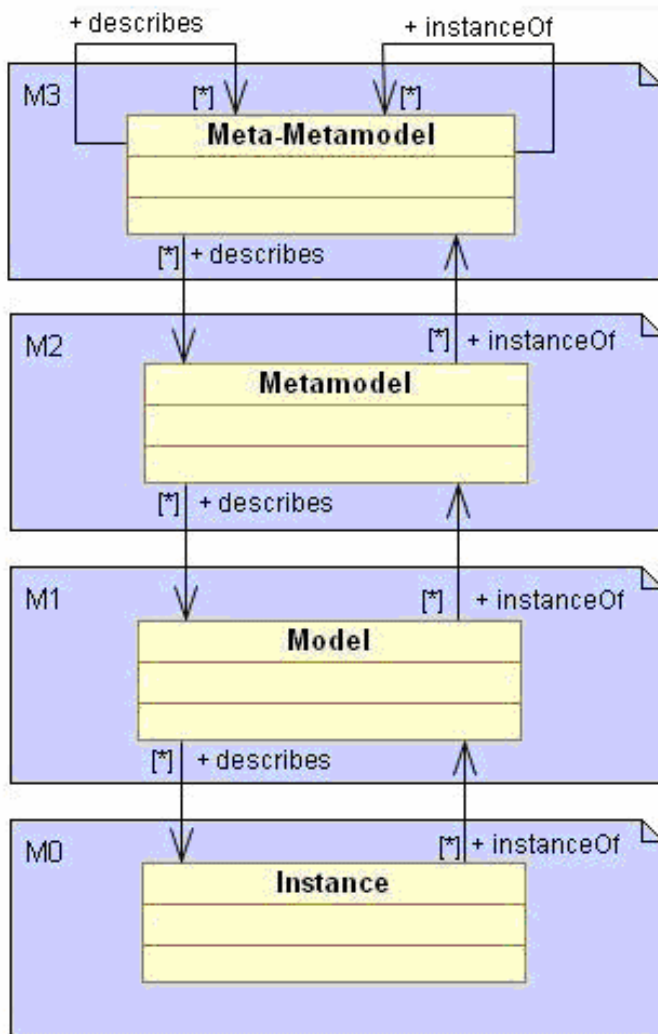 + describes
+ instanceOf
M3
[*]
[*]
Meta-Metamodel
[*] + describes
M2
[*] + instanceOf
Metamodel
[*] + describes
M1
[*] + instanceOf
Model
[*] + describes
M0
[*] + instanceOf
Instance